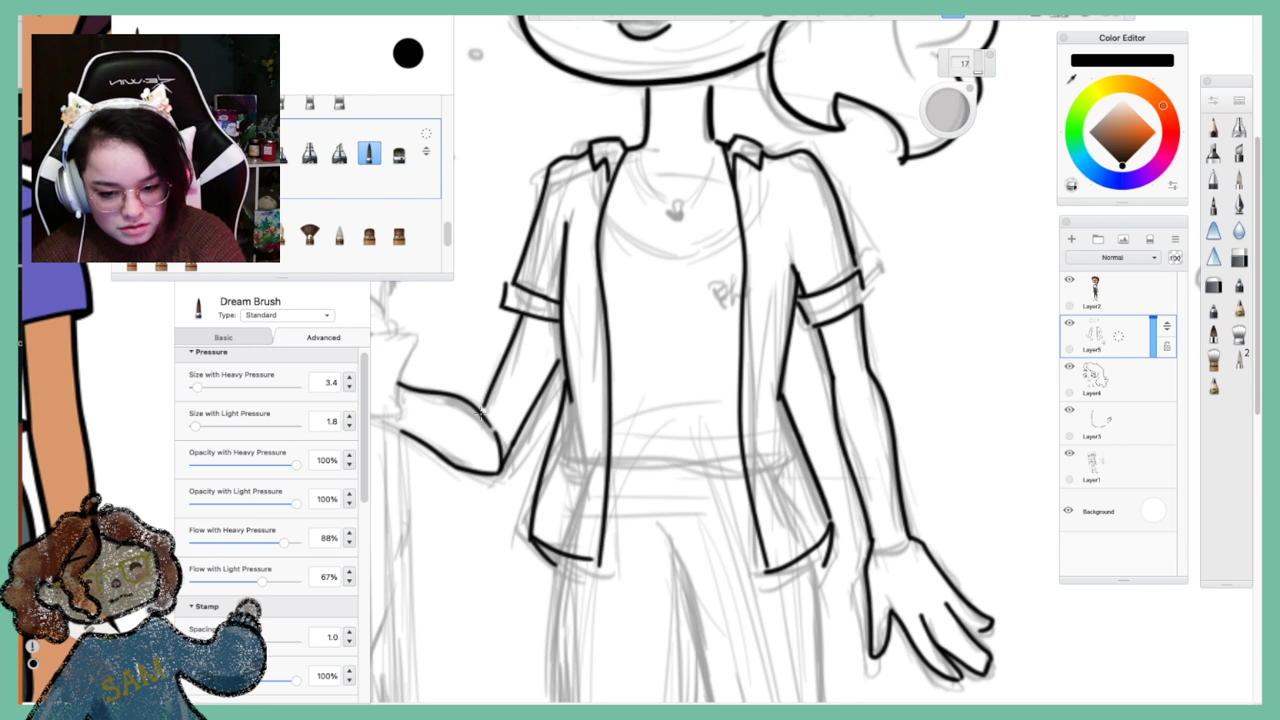 17
Color Editor
Normal
Layer2
Layer5
Layer4
Layer3
Layer1
Background
2
Dream Brush
Type: Standard
Basic
Advanced
Pressure
Size with Heavy Pressure
3.4
Size with Light Pressure
1.8
Opacity with Heavy Pressure
100%
Opacity with Light Pressure
100%
Flow with Heavy Pressure
88%
Flow with Light Pressure
67%
Stamp
1.0
100%
SAM